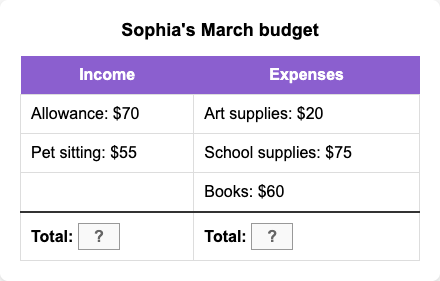 Sophia's March budget
Income Expenses
Allowance: $70 Art supplies: $20
Pet sitting: $55 School supplies: $75
Books: $60
Total: ? Total: ?